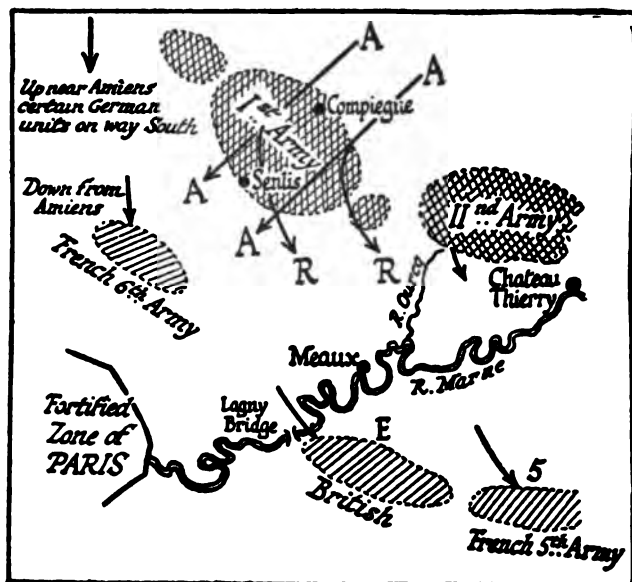 Up near Amiens
certain German
units on way South
A
A
Compiegne
Ist Army
Senlis
A
A
R
R
Down from
Amiens
French 6th Army
IInd Army
Chateau
Thierry
R. Ourcq
Meaux
R. Marne
Lagny
Bridge
Fortified
Zone of
PARIS
E
British
5
French 5th Army